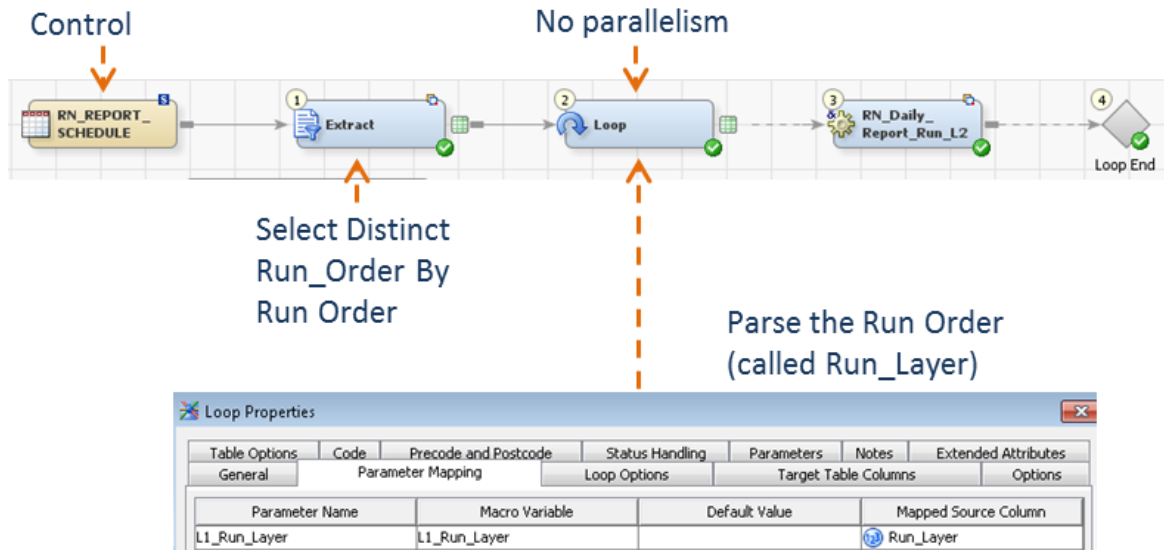 Control
No parallelism
RN_REPORT_
SCHEDULE
S
1
Extract
2
Loop
3
RN_Daily_
Report_Run_L2
4
Loop End
Select Distinct
Run_Order By
Run Order
Parse the Run Order
(called Run_Layer)
Loop Properties
Table Options Code Precode and Postcode Status Handling Parameters Notes Extended Attributes
General Parameter Mapping Loop Options Target Table Columns Options
Parameter Name Macro Variable Default Value Mapped Source Column
L1_Run_Layer L1_Run_Layer 123 Run_Layer